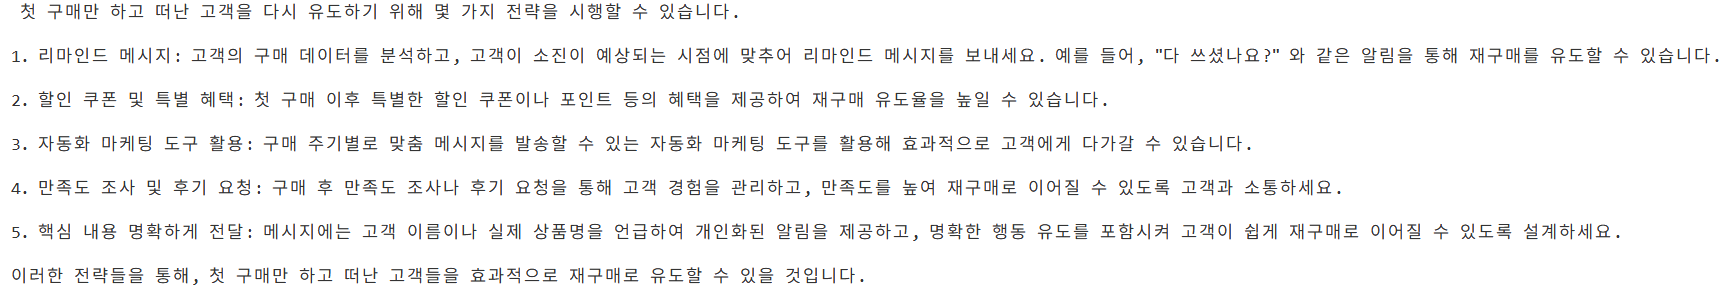 첫 구매만 하고 떠난 고객을 다시 유도하기 위해 몇 가지 전략을 시행할 수 있습니다.
1. 리마인드 메시지: 고객의 구매 데이터를 분석하고, 고객이 소진이 예상되는 시점에 맞추어 리마인드 메시지를 보내세요. 예를 들어, "다 쓰셨나요?" 와 같은 알림을 통해 재구매를 유도할 수 있습니다.
2. 할인 쿠폰 및 특별 혜택: 첫 구매 이후 특별한 할인 쿠폰이나 포인트 등의 혜택을 제공하여 재구매 유도율을 높일 수 있습니다.
3. 자동화 마케팅 도구 활용: 구매 주기별로 맞춤 메시지를 발송할 수 있는 자동화 마케팅 도구를 활용해 효과적으로 고객에게 다가갈 수 있습니다.
4. 만족도 조사 및 후기 요청: 구매 후 만족도 조사나 후기 요청을 통해 고객 경험을 관리하고, 만족도를 높여 재구매로 이어질 수 있도록 고객과 소통하세요.
5. 핵심 내용 명확하게 전달: 메시지에는 고객 이름이나 실제 상품명을 언급하여 개인화된 알림을 제공하고, 명확한 행동 유도를 포함시켜 고객이 쉽게 재구매로 이어질 수 있도록 설계하세요.
이러한 전략들을 통해, 첫 구매만 하고 떠난 고객들을 효과적으로 재구매로 유도할 수 있을 것입니다.